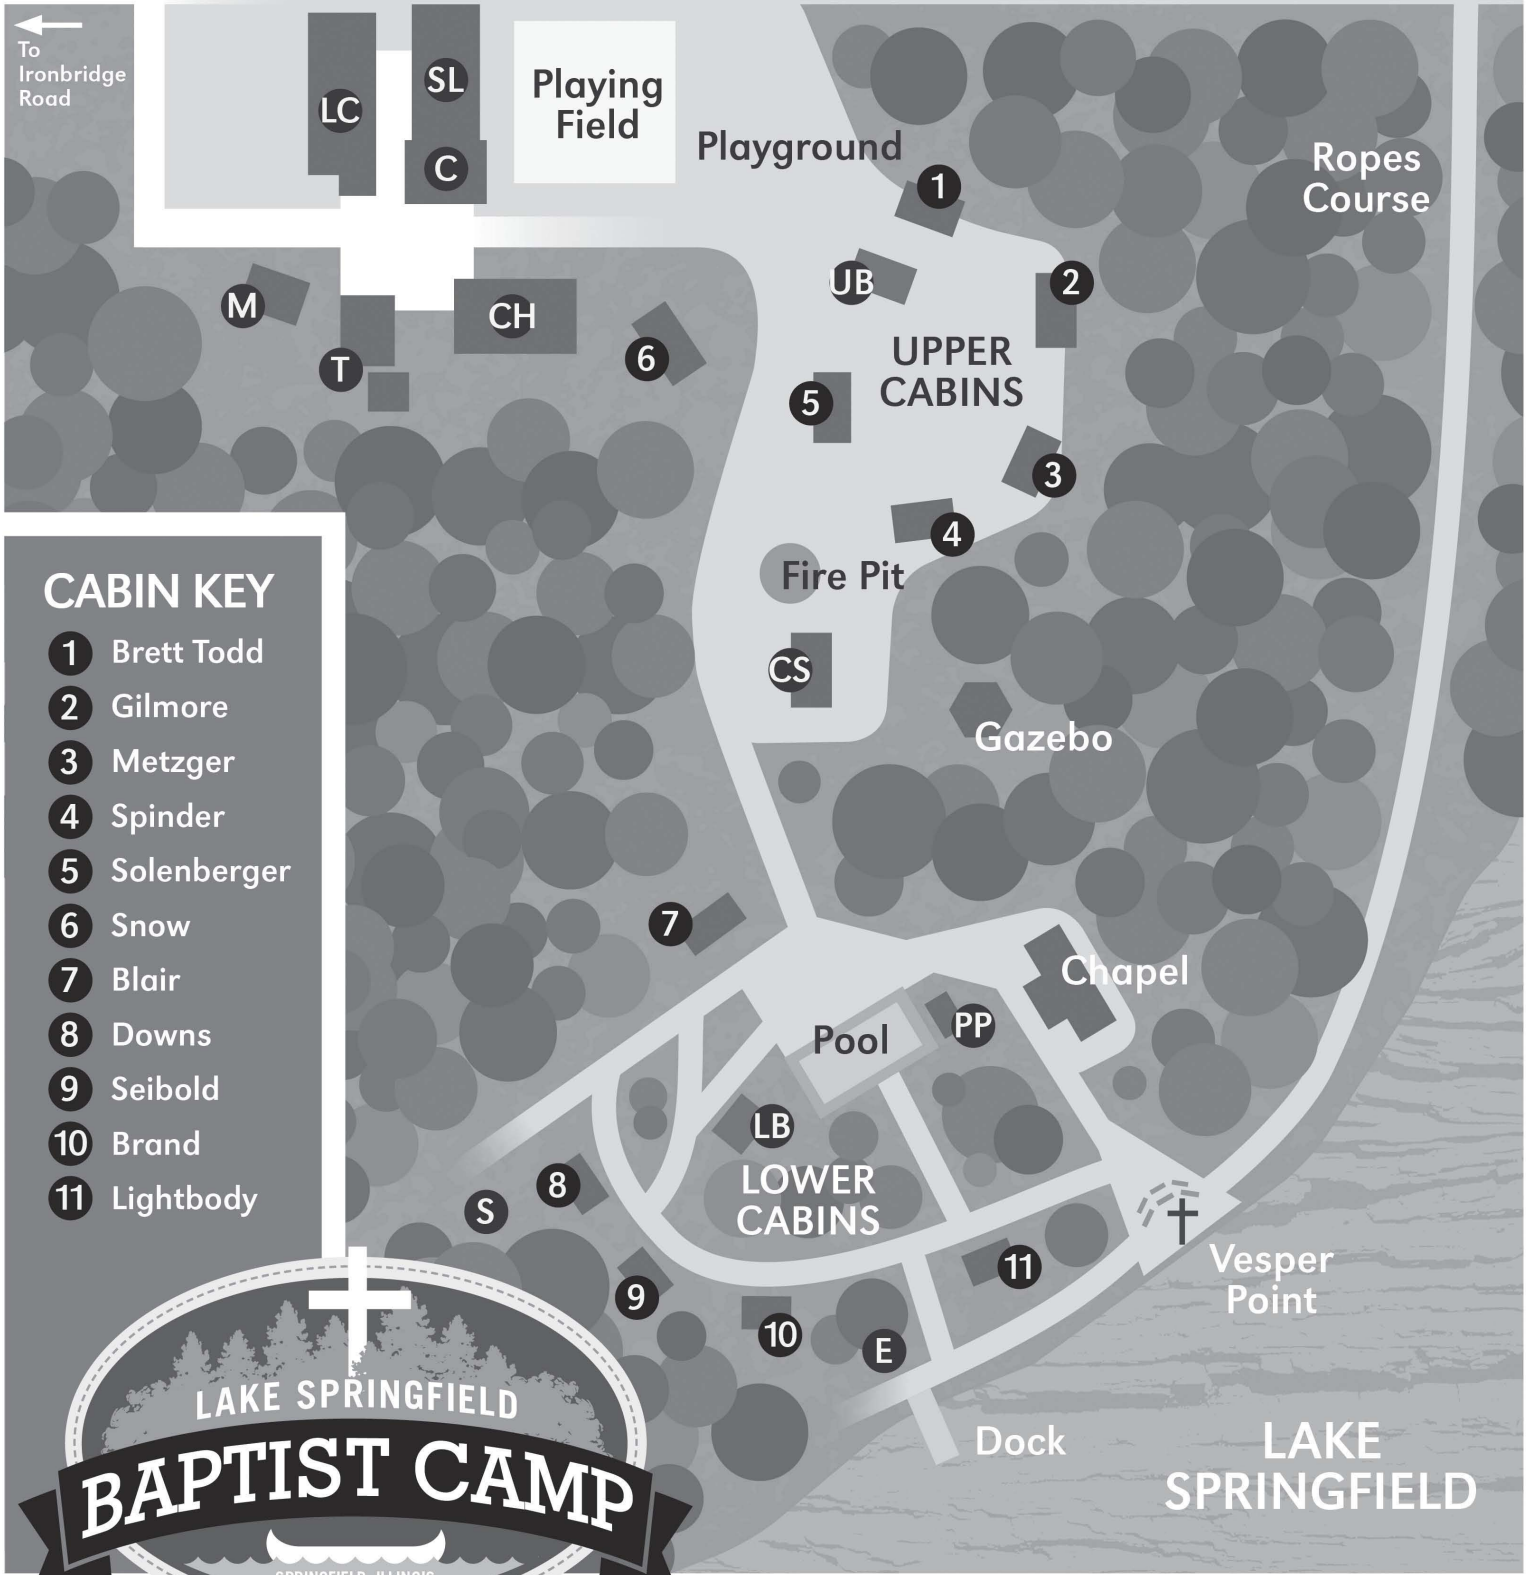 To
Ironbridge
Road
LC
SL
C
Playing
Field
Playground
Ropes
Course
1
UB
2
M
T
CH
6
5
UPPER
CABINS
3
4
Fire Pit
CS
Gazebo
CABIN KEY
1 Brett Todd
2 Gilmore
3 Metzger
4 Spinder
5 Solenberger
6 Snow
7 Blair
8 Downs
9 Seibold
10 Brand
11 Lightbody
7
Chapel
Pool
PP
LB
LOWER
CABINS
8
S
9
10
E
11
Vesper
Point
Dock
LAKE
SPRINGFIELD
LAKE SPRINGFIELD
BAPTIST CAMP
SPRINGFIELD, ILLINOIS